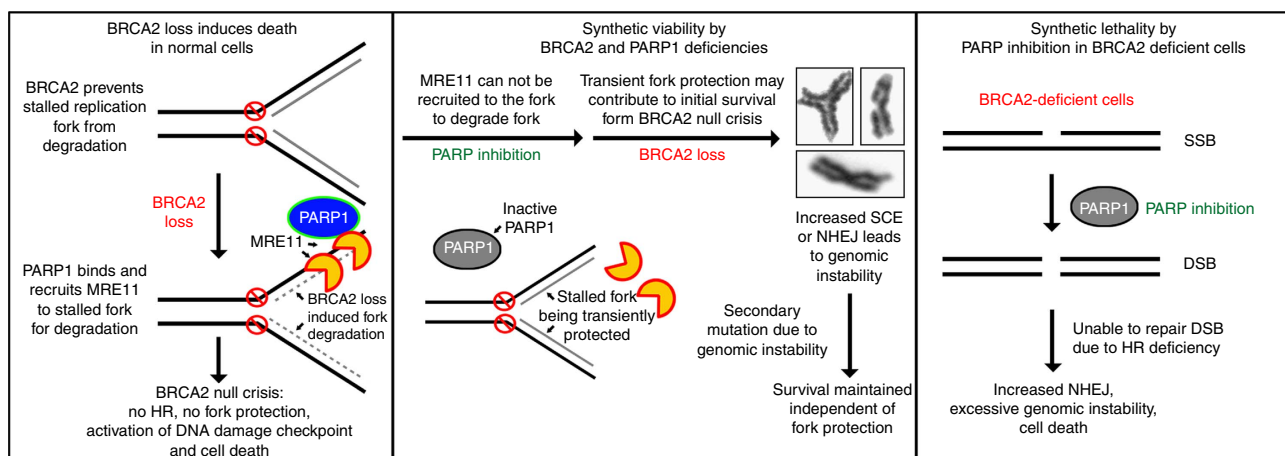 BRCA2 loss induces death
in normal cells
BRCA2 prevents
stalled replication
fork from
degradation
BRCA2
loss
PARP1
MRE11
PARP1 binds and
recruits MRE11
to stalled fork
for degradation
BRCA2 loss
induced fork
degradation
BRCA2 null crisis:
no HR, no fork protection,
activation of DNA damage checkpoint
and cell death
Synthetic viability by
BRCA2 and PARP1 deficiencies
MRE11 can not be
recruited to the fork
to degrade fork
PARP inhibition
Transient fork protection may
contribute to initial survival
form BRCA2 null crisis
BRCA2 loss
Inactive
PARP1
PARP1
Stalled fork
being transiently
protected
Increased SCE
or NHEJ leads
to genomic
instability
Secondary
mutation due to
genomic instability
Survival maintained
independent of
fork protection
Synthetic lethality by
PARP inhibition in BRCA2 deficient cells
BRCA2-deficient cells
SSB
PARP1
PARP inhibition
DSB
Unable to repair DSB
due to HR deficiency
Increased NHEJ,
excessive genomic instability,
cell death